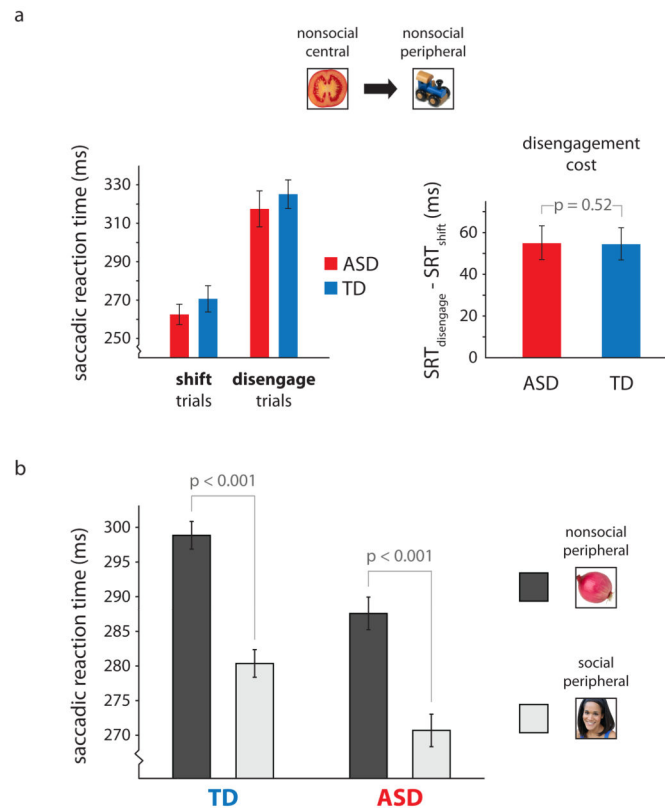 a
nonsocial central
nonsocial peripheral
saccadic reaction time (ms)
330
310
290
270
250
shift trials
disengage trials
ASD
TD
disengagement cost
SRTdisengage - SRTshift (ms)
p = 0.52
60
40
20
0
ASD
TD
b
saccadic reaction time (ms)
300
295
290
285
280
275
270
p < 0.001
p < 0.001
TD
ASD
nonsocial peripheral
social peripheral